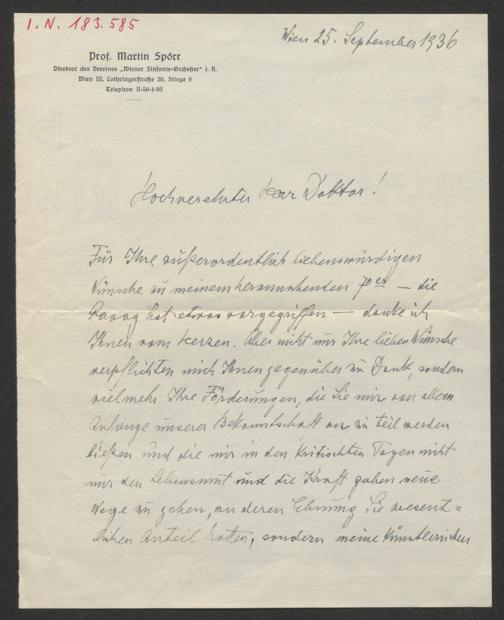 I.N. 183.585
Wien 25. September 1936
Prof. Martin Spörr
Direktor des Vereines „Wiener Sinfonie-Orchester“ i. R.
Wien III, Lothringerstraße 20, Stiege 9
Telephon U-50-4-60
Hochverehrter Herr Doktor!
Für Ihre außerordentlich liebenswürdigen
Wünsche zu meinem herannahenden 70er — die
Ravag hat etwas vorgegriffen — danke ich
Ihnen vom Herzen. Aber nicht nur Ihre lieben Wünsche
verpflichten mich Ihnen gegenüber zu Dank, sondern
vielmehr Ihre Förderungen, die Sie mir von allem
Anfange unserer Bekanntschaft an zu teil werden
ließen und die mir in den kritischten Tagen nicht
nur den Lebensmut und die Kraft gaben neue
Wege zu gehen, an deren Ebnung Sie wesent=
lichen Anteil hatten, sondern meine künstlerischen